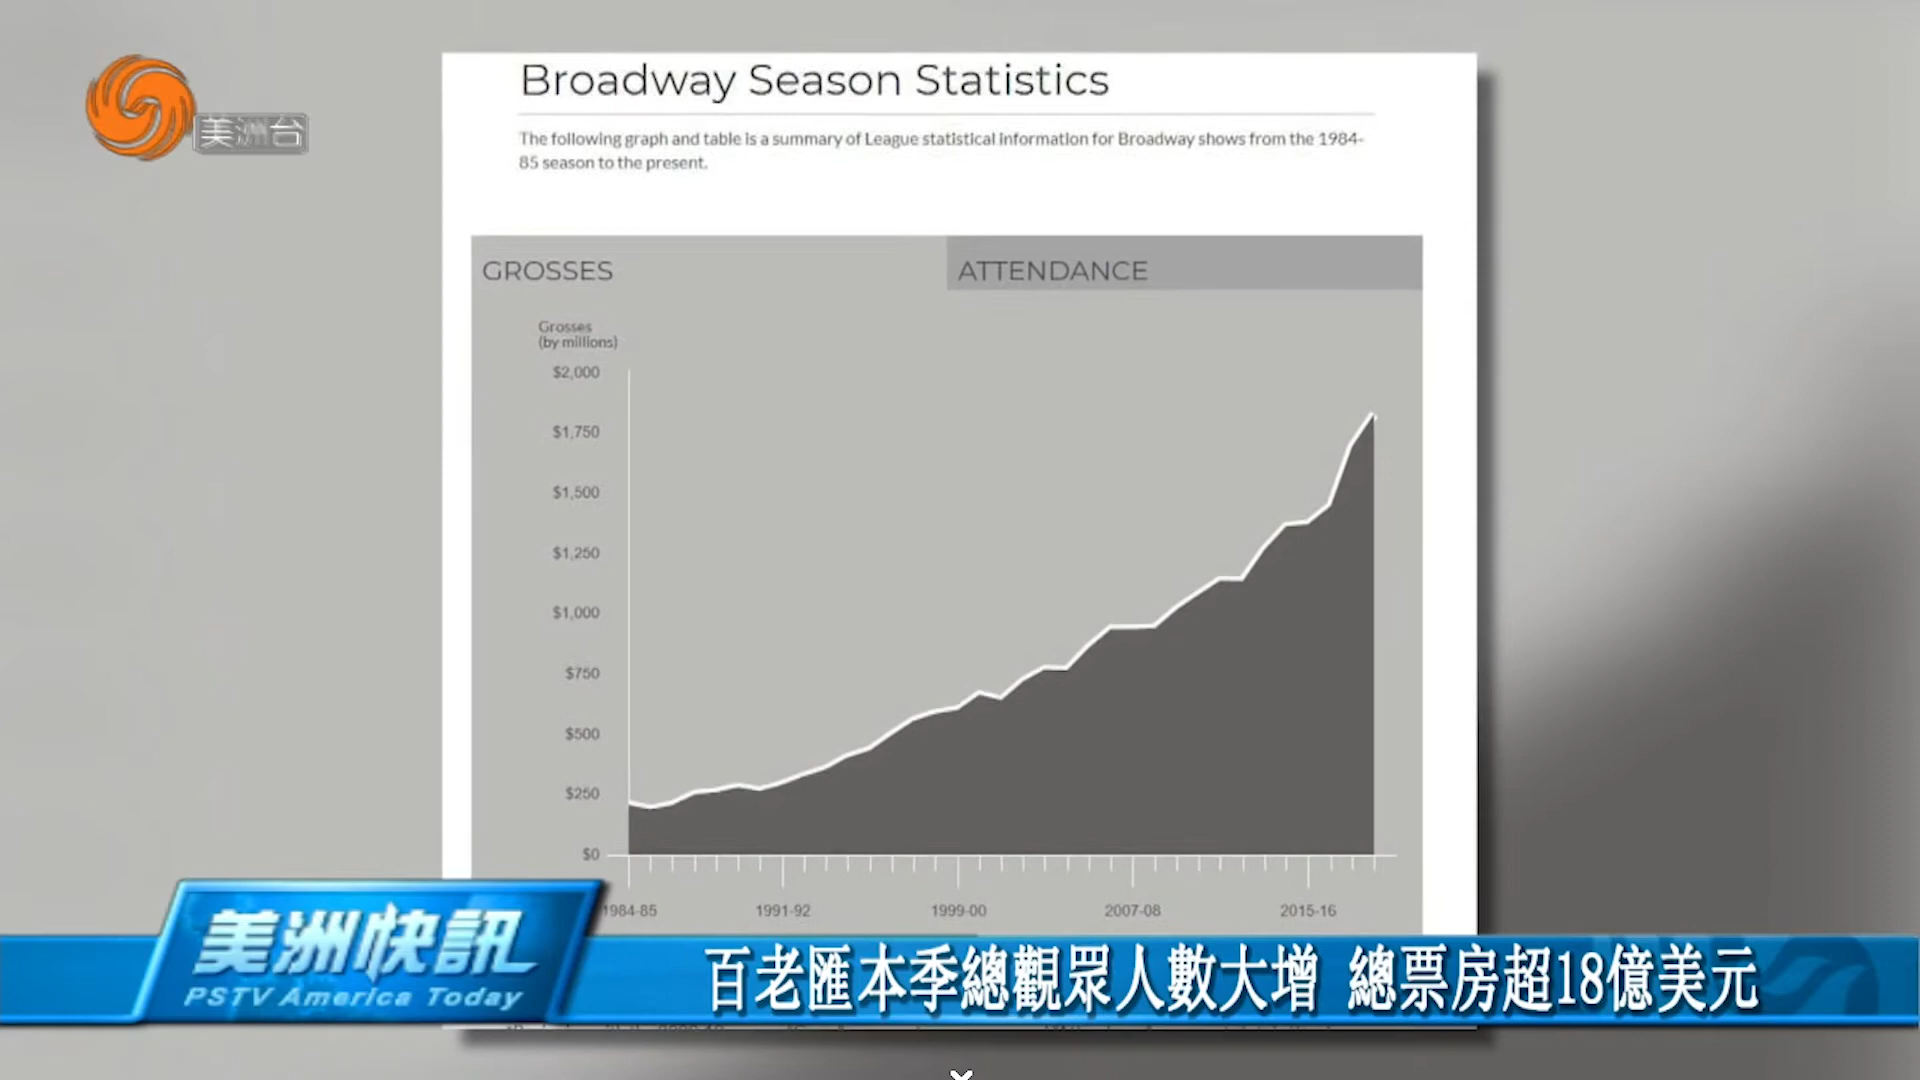 美洲台
Broadway Season Statistics
The following graph and table is a summary of League statistical information for Broadway shows from the 1984-
85 season to the present.
GROSSES
ATTENDANCE
Grosses
(by millions)
$2,000
$1,750
$1,500
$1,250
$1,000
$750
$500
$250
$0
1984-85
1991-92
1999-00
2007-08
2015-16
美洲快訊
PSTV America Today
百老匯本季總觀眾人數大增 總票房超18億美元